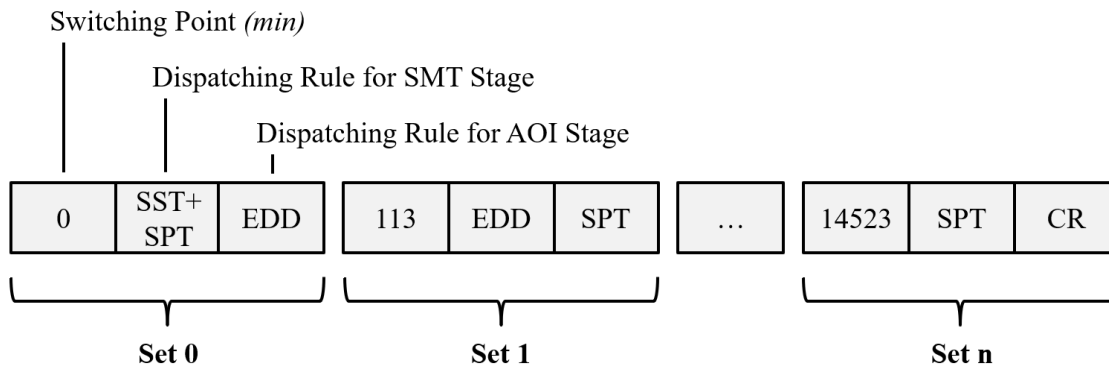 Switching Point (min)
Dispatching Rule for SMT Stage
Dispatching Rule for AOI Stage
0
SST+
SPT
EDD
113
EDD
SPT
…
14523
SPT
CR
Set 0
Set 1
Set n